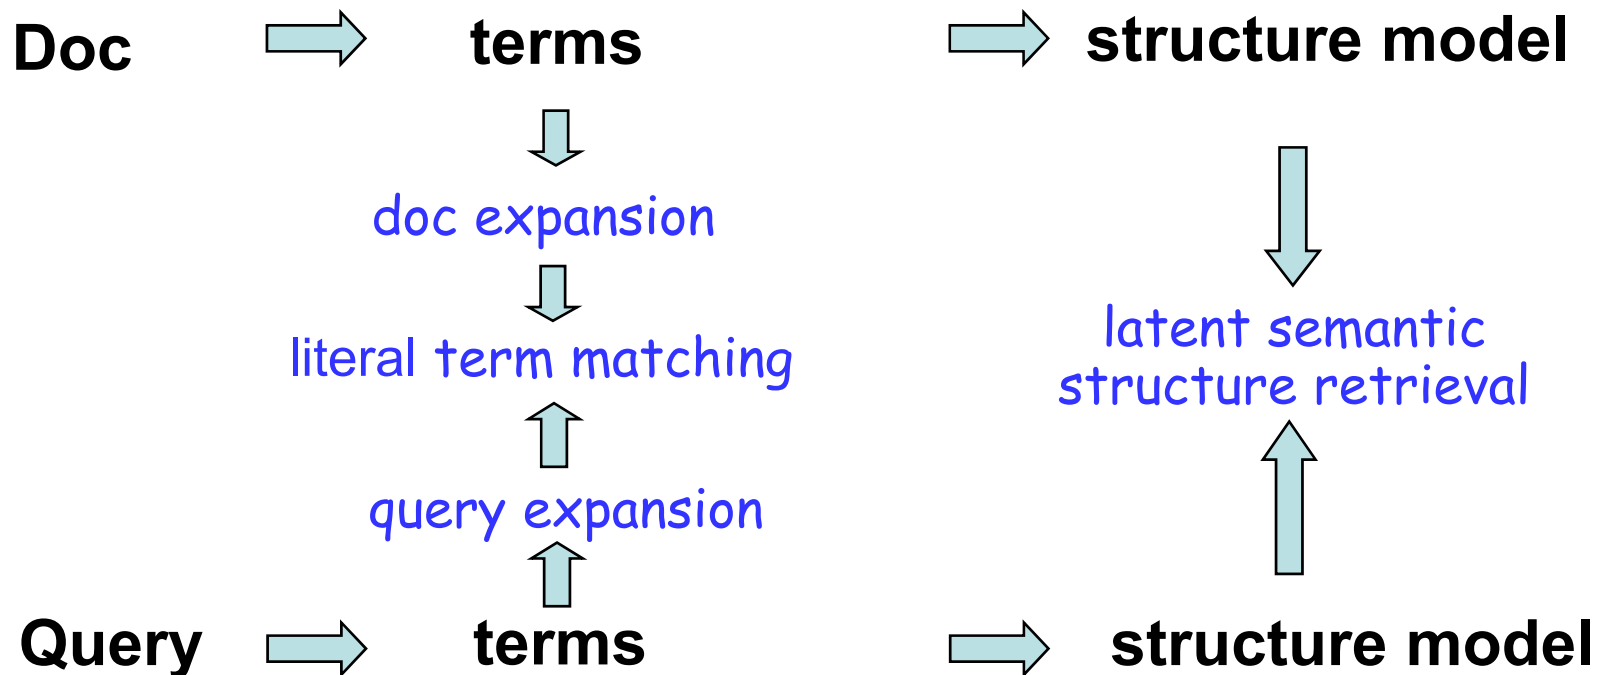 Doc
terms
structure model
doc expansion
literal term matching
latent semantic
structure retrieval
query expansion
Query
terms
structure model